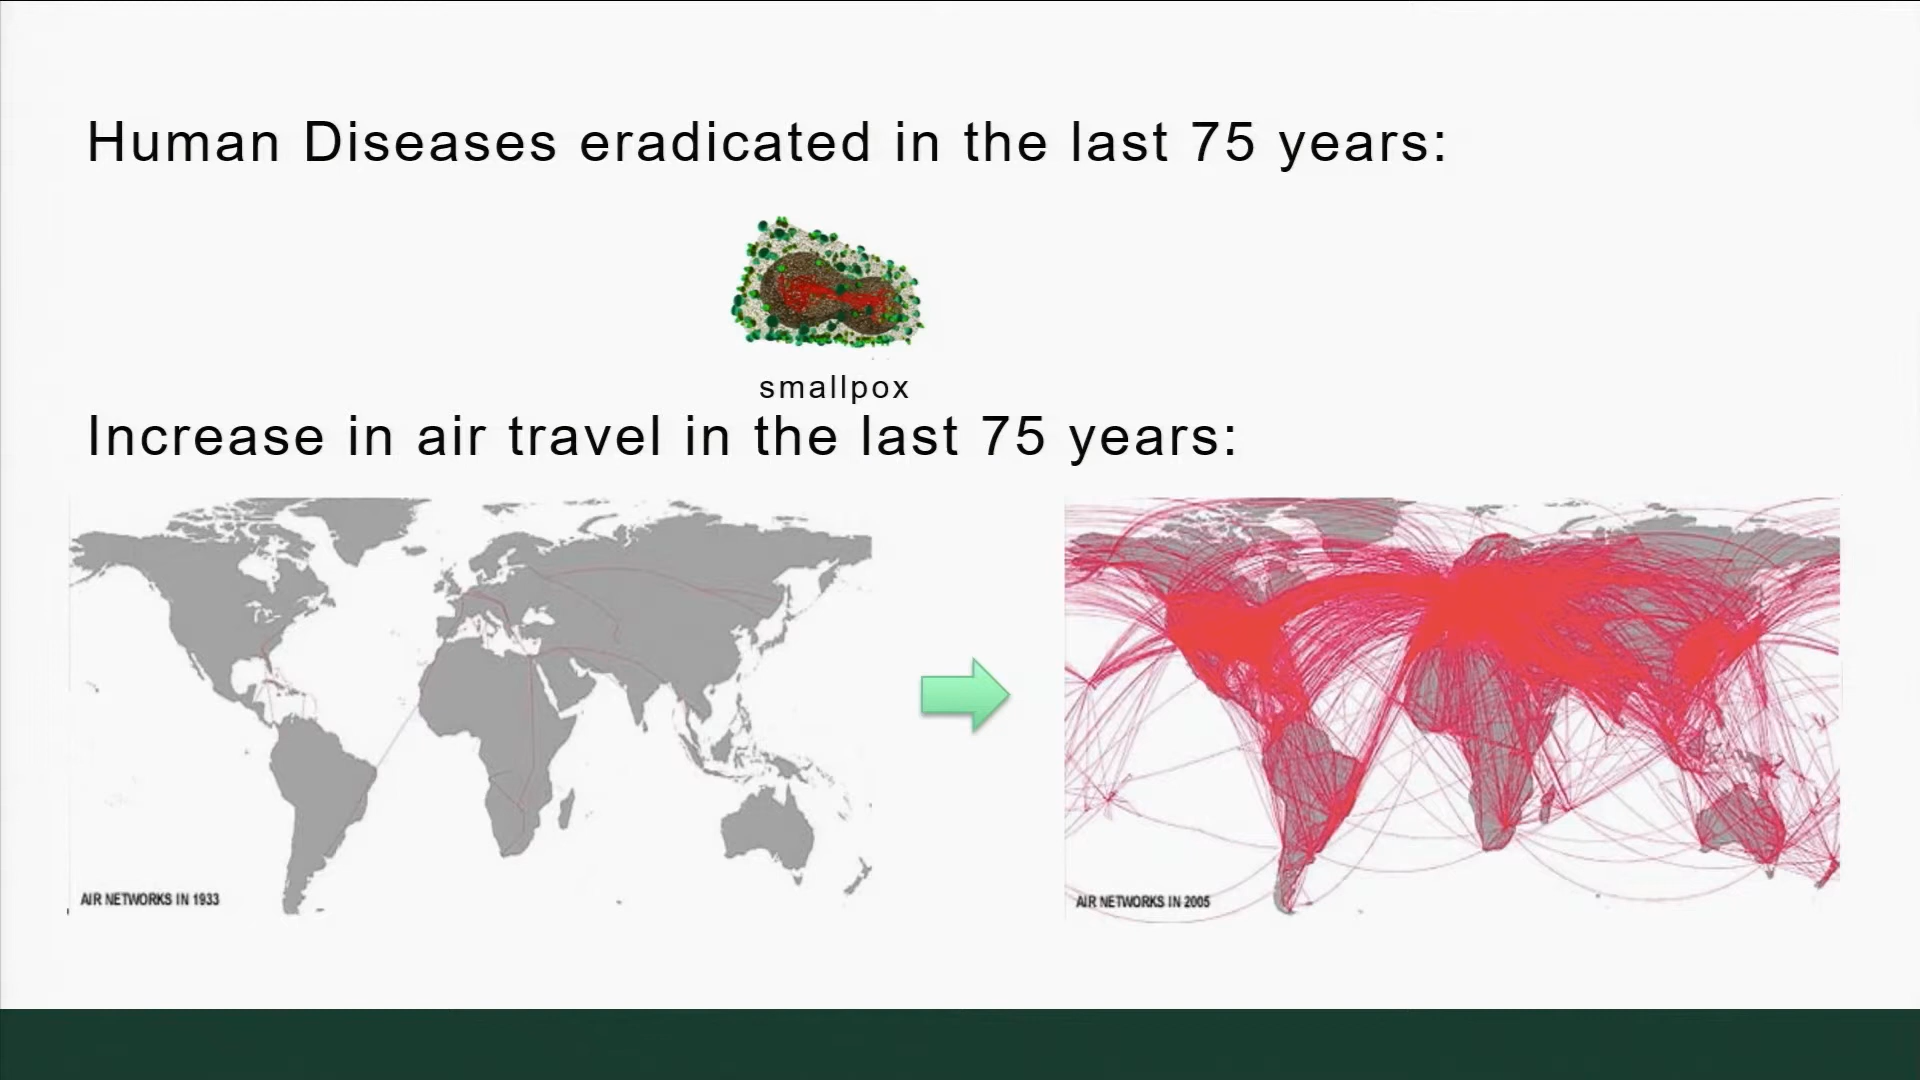 Human Diseases eradicated in the last 75 years:
smallpox
Increase in air travel in the last 75 years:
AIR NETWORKS IN 1933
AIR NETWORKS IN 2005